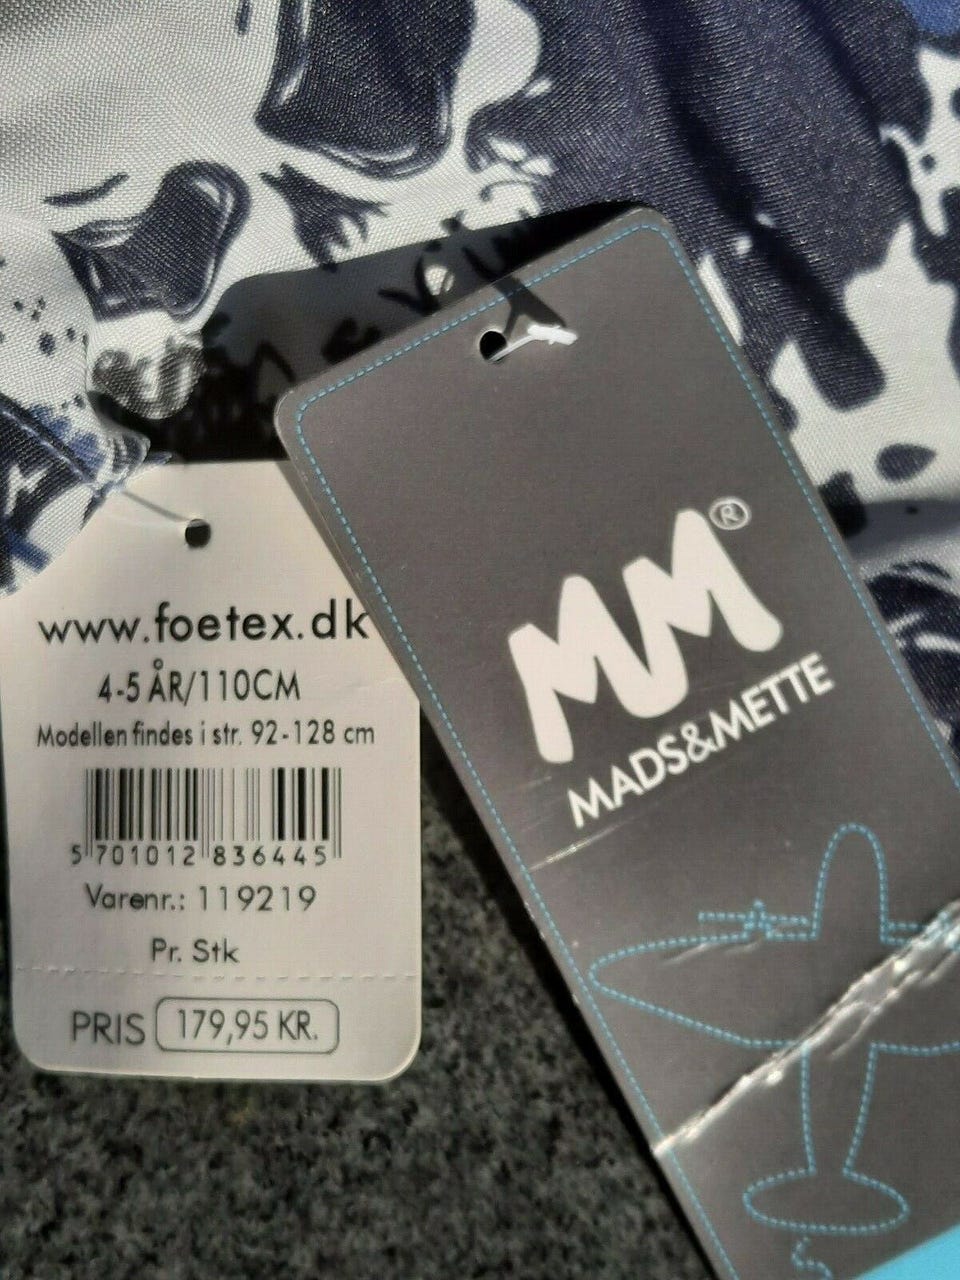 www.foetex.dk
4-5 ÅR/110CM
Modellen findes i str. 92-128 cm
5 701012 836445
Varenr.: 119219
Pr. Stk
PRIS 179,95 KR.
MM®
MADS&METTE